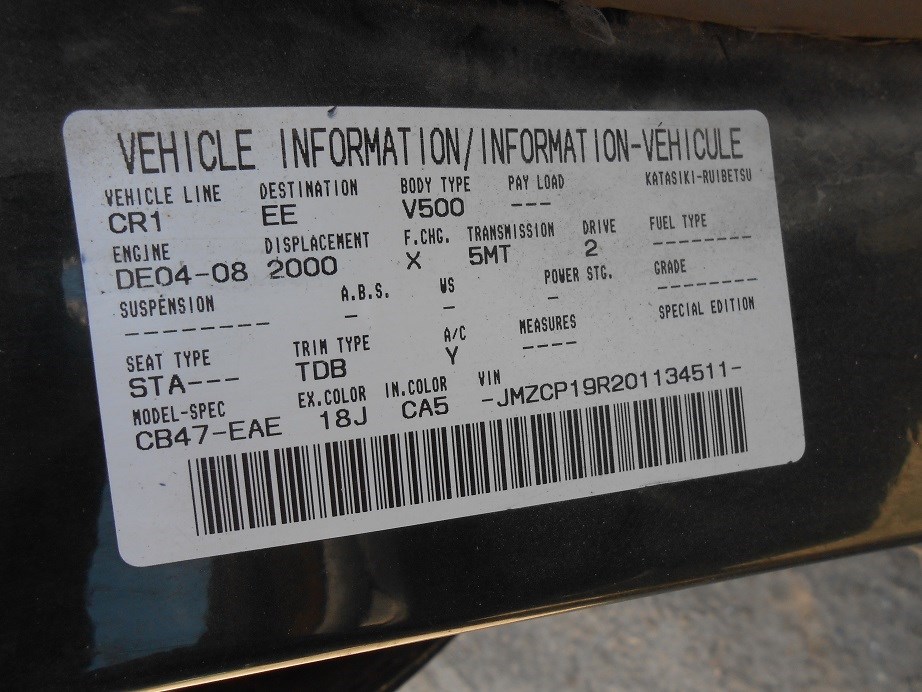 VEHICLE INFORMATION/INFORMATION-VÉHICULE
VEHICLE LINE DESTINATION BODY TYPE PAY LOAD KATASIKI-RUIBETSU
CR1 EE V500 ---
ENGINE DISPLACEMENT F.CHG. TRANSMISSION DRIVE FUEL TYPE
DE04-08 2000 X 5MT 2 --------
SUSPENSION A.B.S. WS POWER STG. GRADE
--------- - - - --------
SEAT TYPE TRIM TYPE A/C MEASURES SPECIAL EDITION
STA--- TDB Y ----
MODEL-SPEC EX.COLOR IN.COLOR VIN
CB47-EAE 18J CA5 -JMZCP19R201134511-